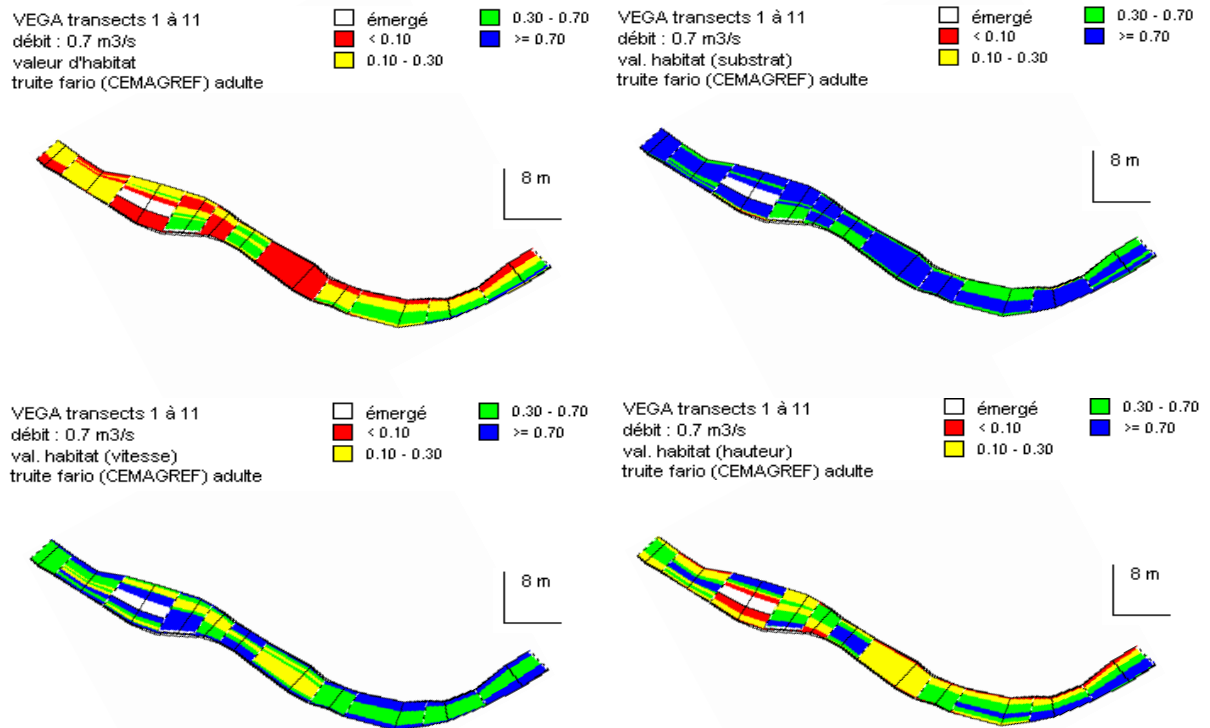 VEGA transects 1 à 11
débit : 0.7 m3/s
valeur d'habitat
truite fario (CEMAGREF) adulte
émergé
< 0.10
0.10 - 0.30
0.30 - 0.70
>= 0.70
8 m
VEGA transects 1 à 11
débit : 0.7 m3/s
val. habitat (substrat)
truite fario (CEMAGREF) adulte
émergé
< 0.10
0.10 - 0.30
0.30 - 0.70
>= 0.70
8 m
VEGA transects 1 à 11
débit : 0.7 m3/s
val. habitat (vitesse)
truite fario (CEMAGREF) adulte
émergé
< 0.10
0.10 - 0.30
0.30 - 0.70
>= 0.70
8 m
VEGA transects 1 à 11
débit : 0.7 m3/s
val. habitat (hauteur)
truite fario (CEMAGREF) adulte
émergé
< 0.10
0.10 - 0.30
0.30 - 0.70
>= 0.70
8 m